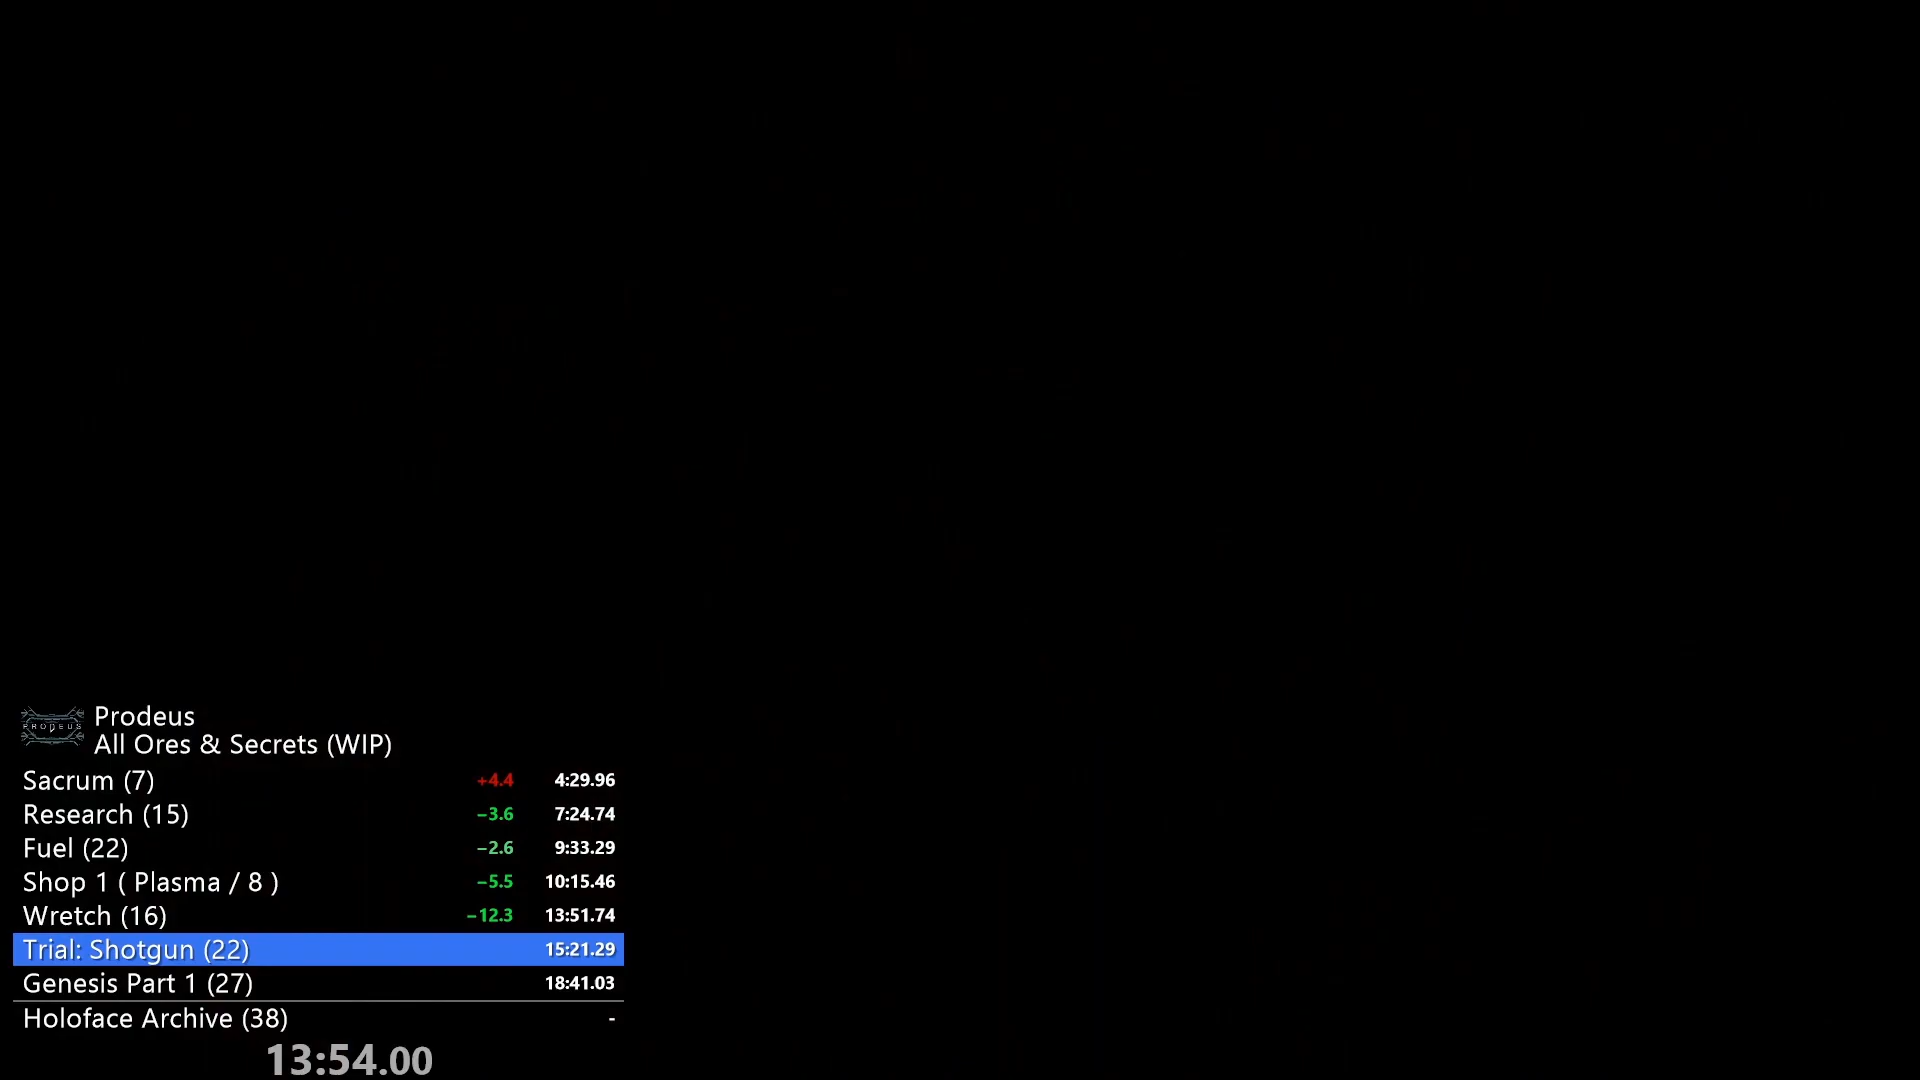 PRODEUS
Prodeus
All Ores & Secrets (WIP)
Sacrum (7) +4.4 4:29.96
Research (15) −3.6 7:24.74
Fuel (22) −2.6 9:33.29
Shop 1 ( Plasma / 8 ) −5.5 10:15.46
Wretch (16) −12.3 13:51.74
Trial: Shotgun (22) 15:21.29
Genesis Part 1 (27) 18:41.03
Holoface Archive (38) -
13:54.00